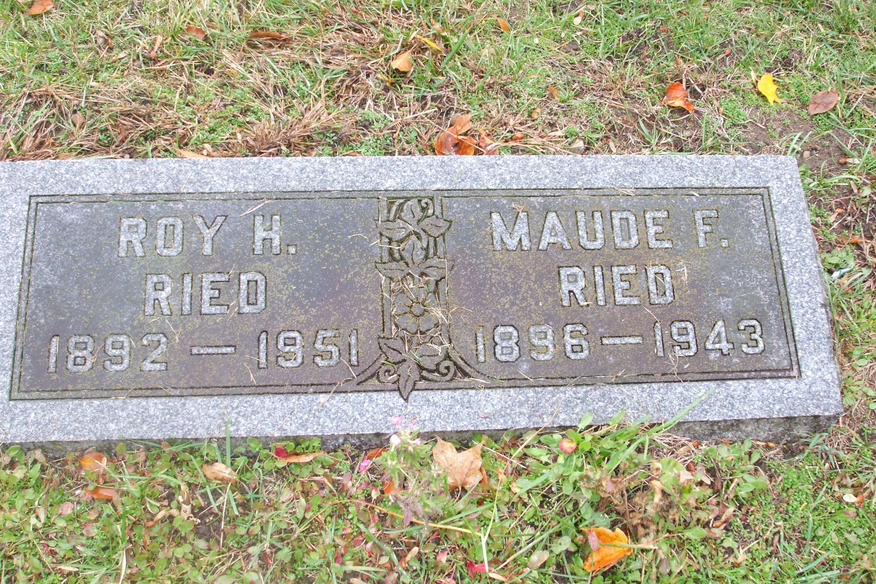 ROY H.
RIED
1892 — 1951
MAUDE F.
RIED
1896 — 1943